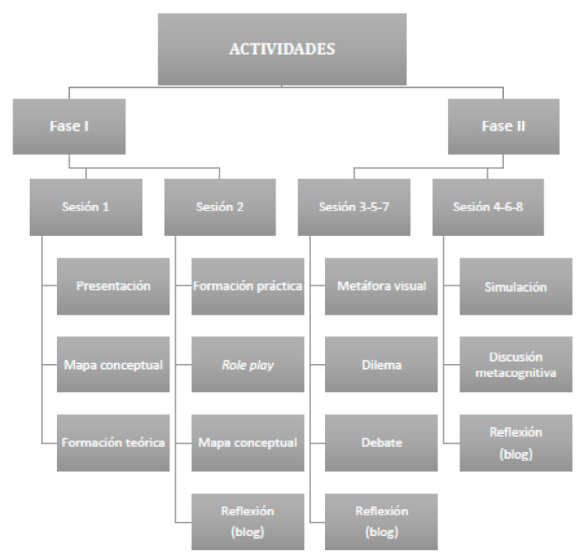 ACTIVIDADES
Fase I
Fase II
Sesión 1
Sesión 2
Sesión 3-5-7
Sesión 4-6-8
Presentación
Mapa conceptual
Formación teórica
Formación práctica
Role play
Mapa conceptual
Reflexión
(blog)
Metáfora visual
Dilema
Debate
Reflexión
(blog)
Simulación
Discusión
metacognitiva
Reflexión
(blog)